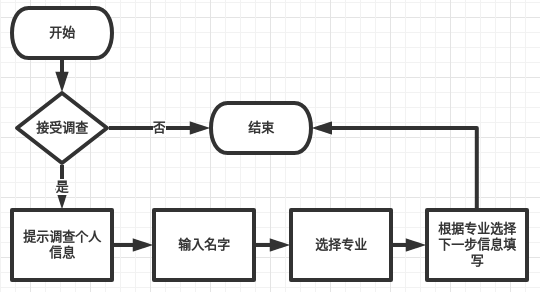 开始
接受调查
否
结束
是
提示调查个人
信息
输入名字
选择专业
根据专业选择
下一步信息填
写